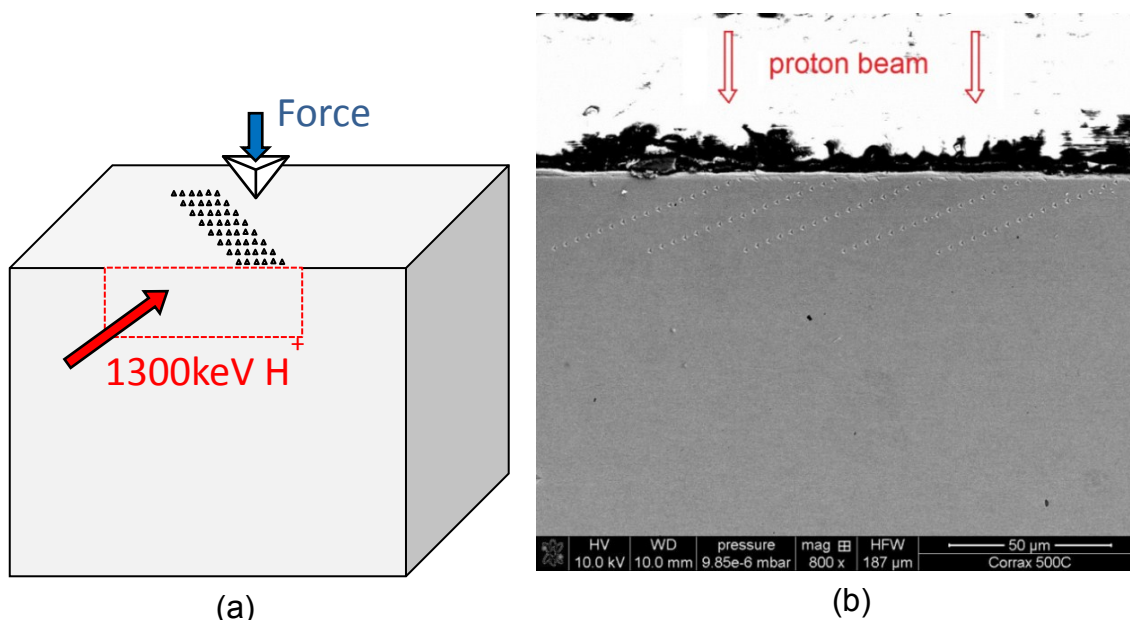 Force
1300keV H+
(a)
proton beam
HV WD pressure mag HFW 50 µm
10.0 kV 10.0 mm 9.85e-6 mbar 800 x 187 µm Corrax 500C
(b)